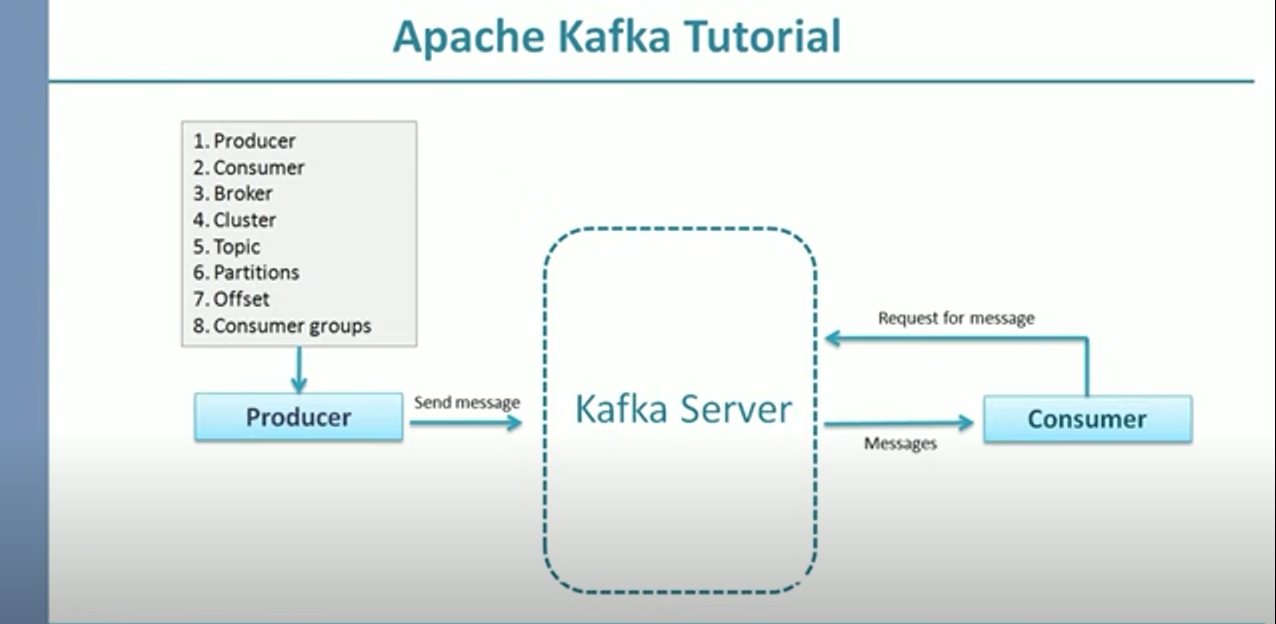 Apache Kafka Tutorial
1. Producer
2. Consumer
3. Broker
4. Cluster
5. Topic
6. Partitions
7. Offset
8. Consumer groups
Producer
Send message
Kafka Server
Request for message
Messages
Consumer